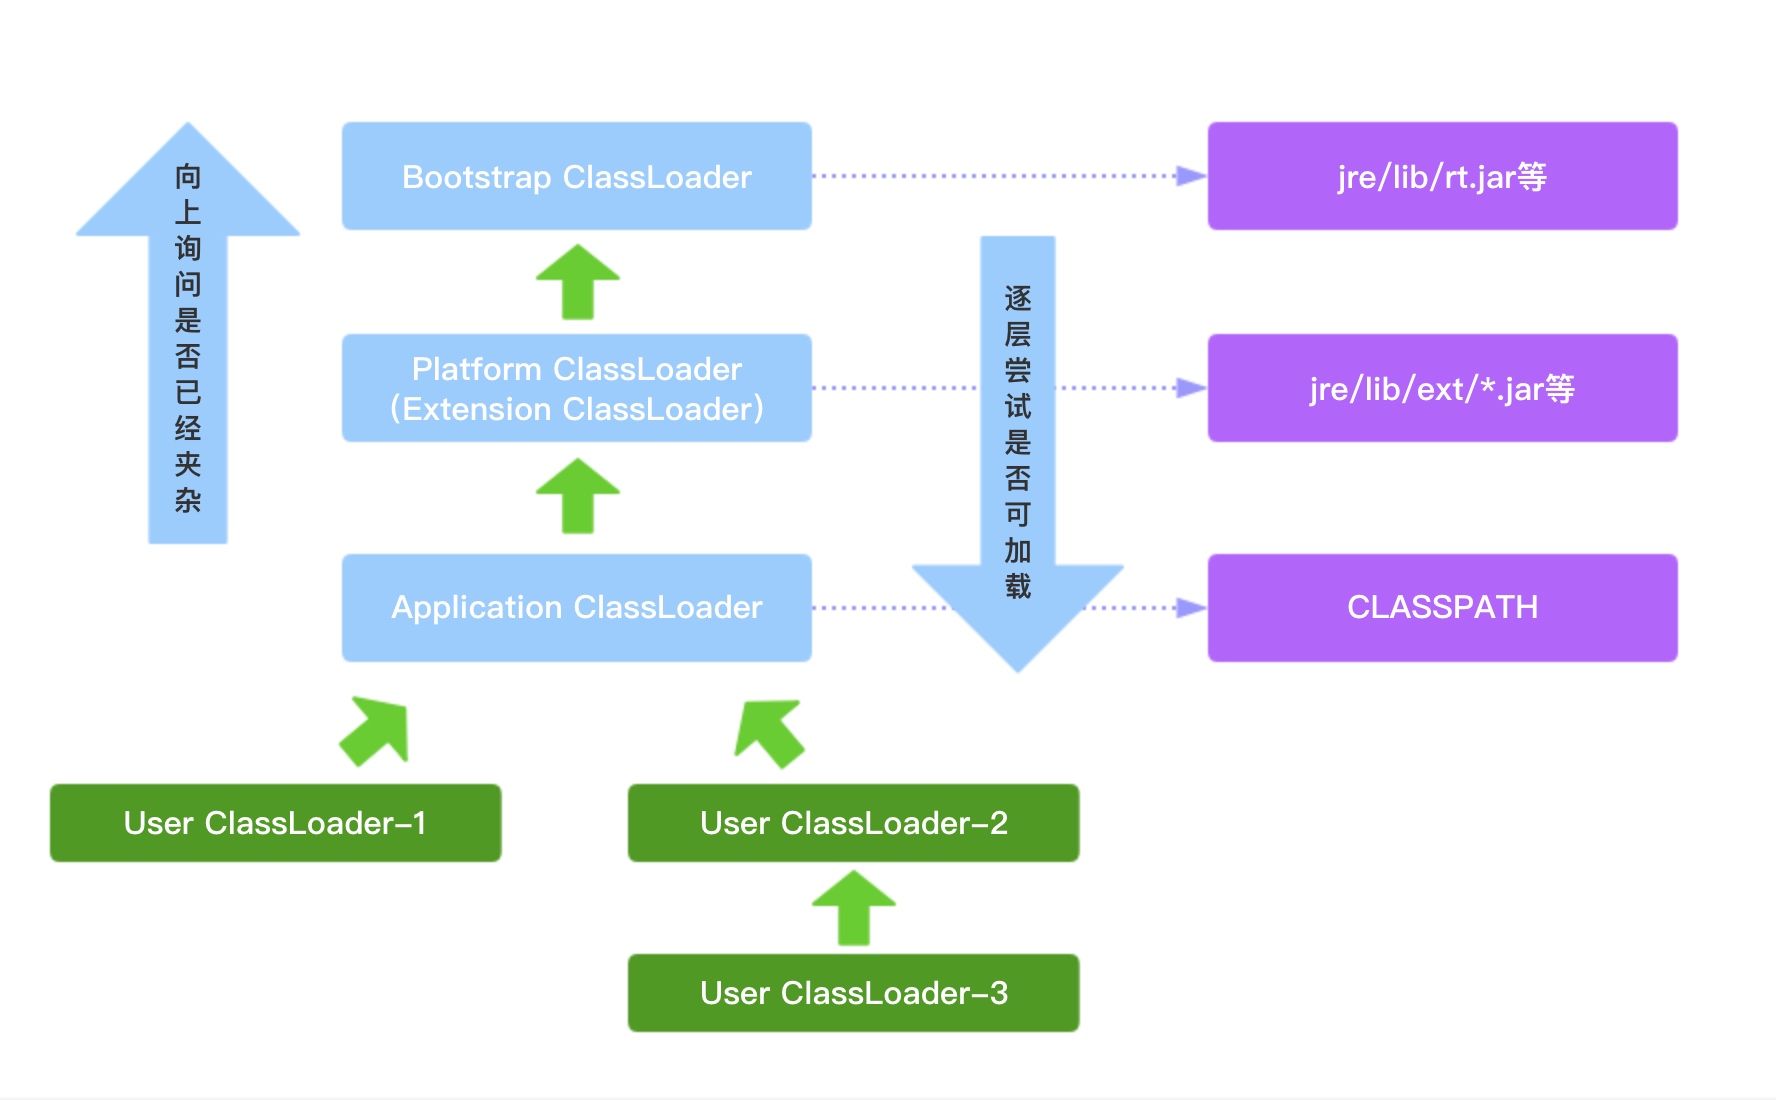 向上询问是否已经夹杂
Bootstrap ClassLoader
jre/lib/rt.jar等
逐层尝试是否可加载
Platform ClassLoader
(Extension ClassLoader)
jre/lib/ext/*.jar等
Application ClassLoader
CLASSPATH
User ClassLoader-1
User ClassLoader-2
User ClassLoader-3